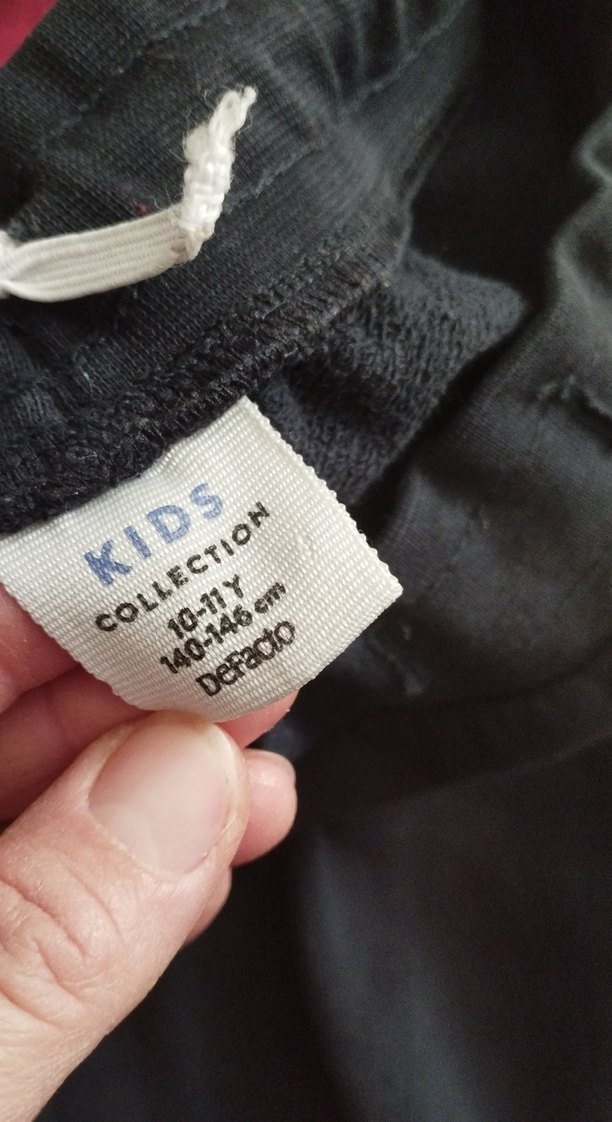 KIDS
COLLECTION
10-11 Y
140-146 cm
DeFacto